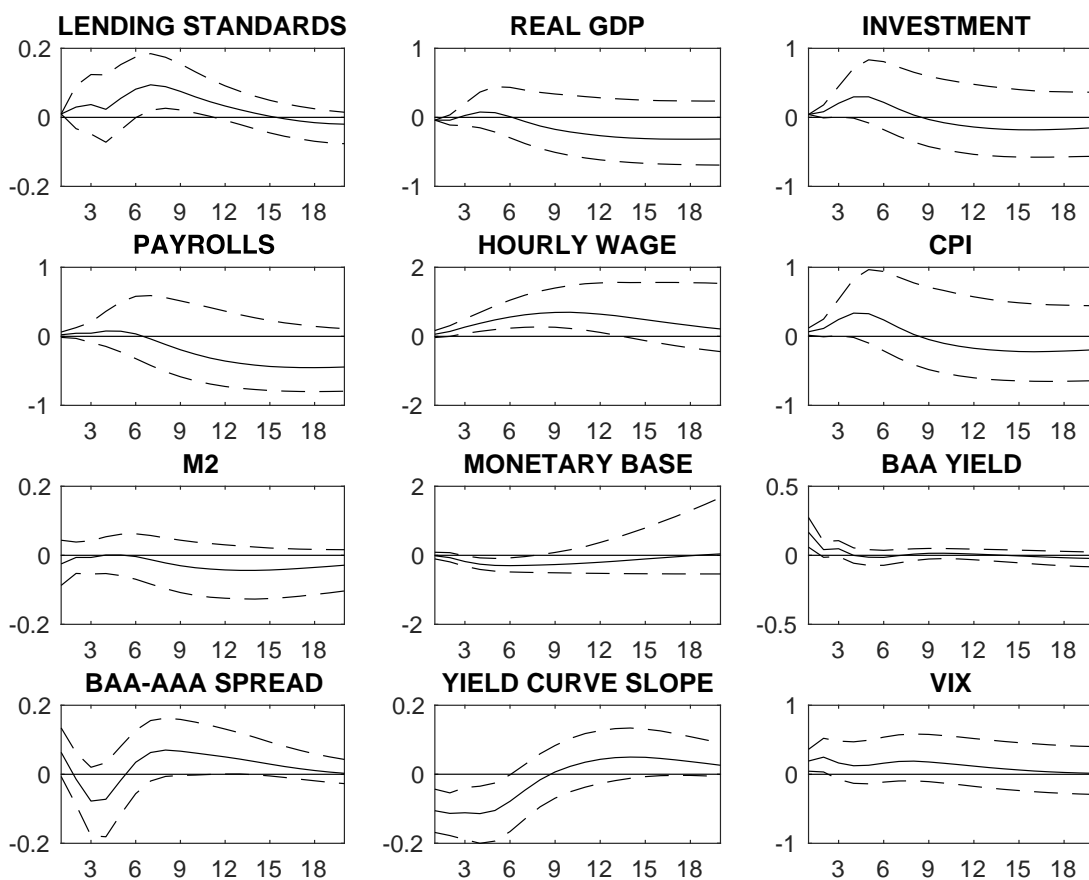 LENDING STANDARDS REAL GDP INVESTMENT
0.2 1 1
0 0 0
-0.2 -1 -1
3 6 9 12 15 18 3 6 9 12 15 18 3 6 9 12 15 18
PAYROLLS HOURLY WAGE CPI
1 2 1
0 0 0
-1 -2 -1
3 6 9 12 15 18 3 6 9 12 15 18 3 6 9 12 15 18
M2 MONETARY BASE BAA YIELD
0.2 2 0.5
0 0 0
-0.2 -2 -0.5
3 6 9 12 15 18 3 6 9 12 15 18 3 6 9 12 15 18
BAA-AAA SPREAD YIELD CURVE SLOPE VIX
0.2 0.2 1
0 0 0
-0.2 -0.2 -1
3 6 9 12 15 18 3 6 9 12 15 18 3 6 9 12 15 18